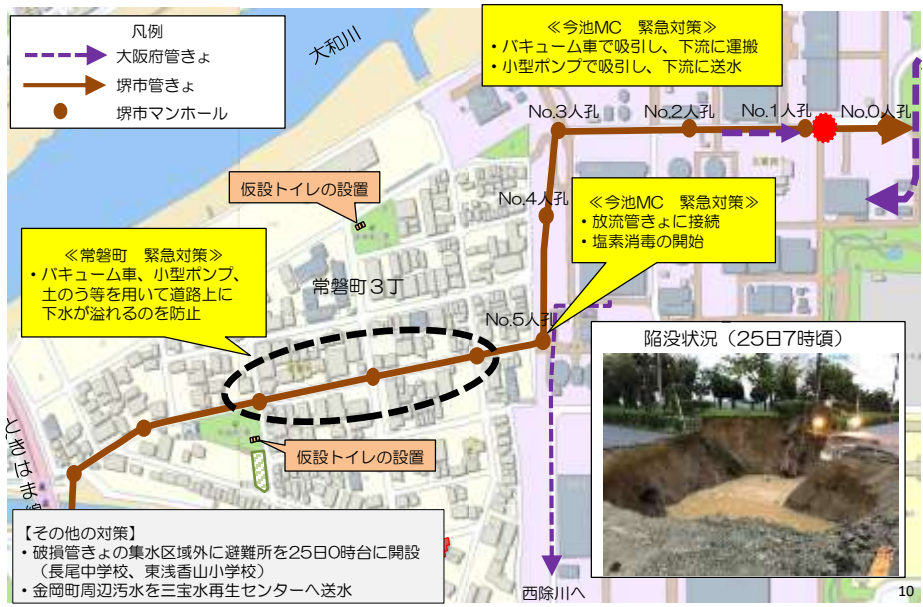 凡例
大阪府管きょ
堺市管きょ
堺市マンホール
大和川
≪今池MC　緊急対策≫
・バキューム車で吸引し、下流に運搬
・小型ポンプで吸引し、下流に送水
No.3人孔
No.2人孔
No.1人孔
No.0人孔
仮設トイレの設置
No.4人孔
≪今池MC　緊急対策≫
・放流管きょに接続
・塩素消毒の開始
≪常磐町　緊急対策≫
・バキューム車、小型ポンプ、
土のう等を用いて道路上に
下水が溢れるのを防止
常磐町３丁
No.5人孔
陥没状況（25日7時頃）
ときはま線
仮設トイレの設置
【その他の対策】
・破損管きょの集水区域外に避難所を25日0時台に開設
（長尾中学校、東浅香山小学校）
・金岡町周辺汚水を三宝水再生センターへ送水
西除川へ
10